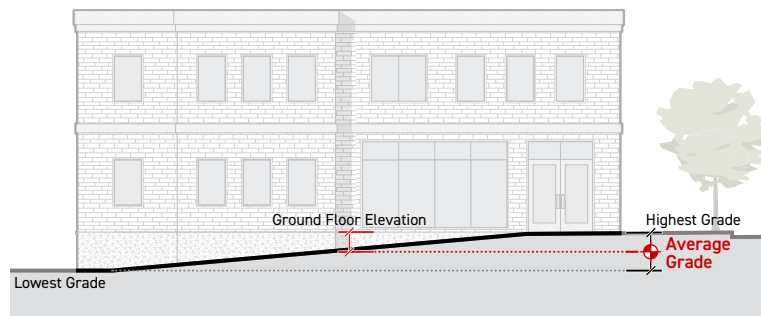 Ground Floor Elevation
Highest Grade
Average
Grade
Lowest Grade